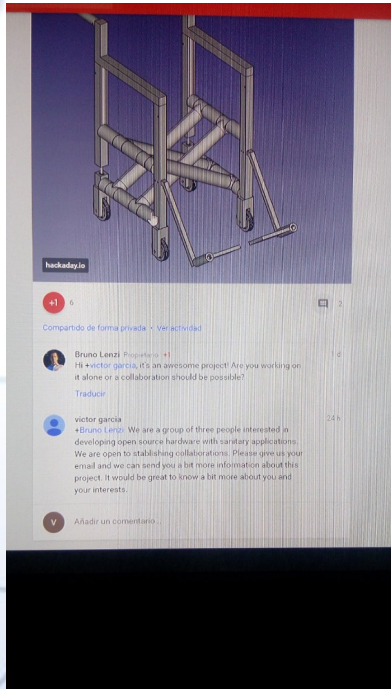 hackaday.io
+1 6 2
Compartido de forma privada • Ver actividad
Bruno Lenzi Propietario +1
Hi +victor garcia, it's an awesome project! Are you working on
it alone or a collaboration should be possible?
Traducir
victor garcia 24 h
+Bruno Lenzi We are a group of three people interested in
developing open source hardware with sanitary applications.
We are open to stablishing collaborations. Please give us your
email and we can send you a bit more information about this
project. It would be great to know a bit more about you and
your interests.
V Añadir un comentario...